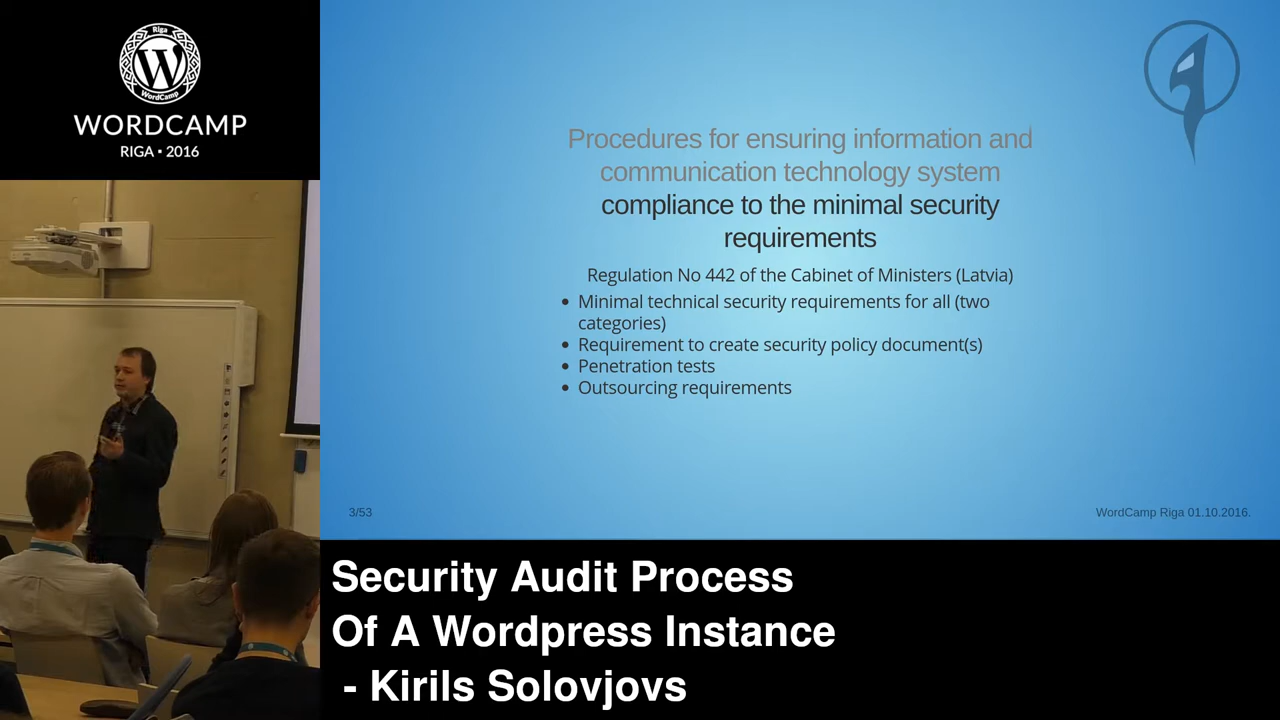 Riga
WordCamp
WORDCAMP
RIGA • 2016
Procedures for ensuring information and
communication technology system
compliance to the minimal security
requirements
Regulation No 442 of the Cabinet of Ministers (Latvia)
• Minimal technical security requirements for all (two
categories)
• Requirement to create security policy document(s)
• Penetration tests
• Outsourcing requirements
3/53
WordCamp Riga 01.10.2016.
Security Audit Process
Of A Wordpress Instance
- Kirils Solovjovs